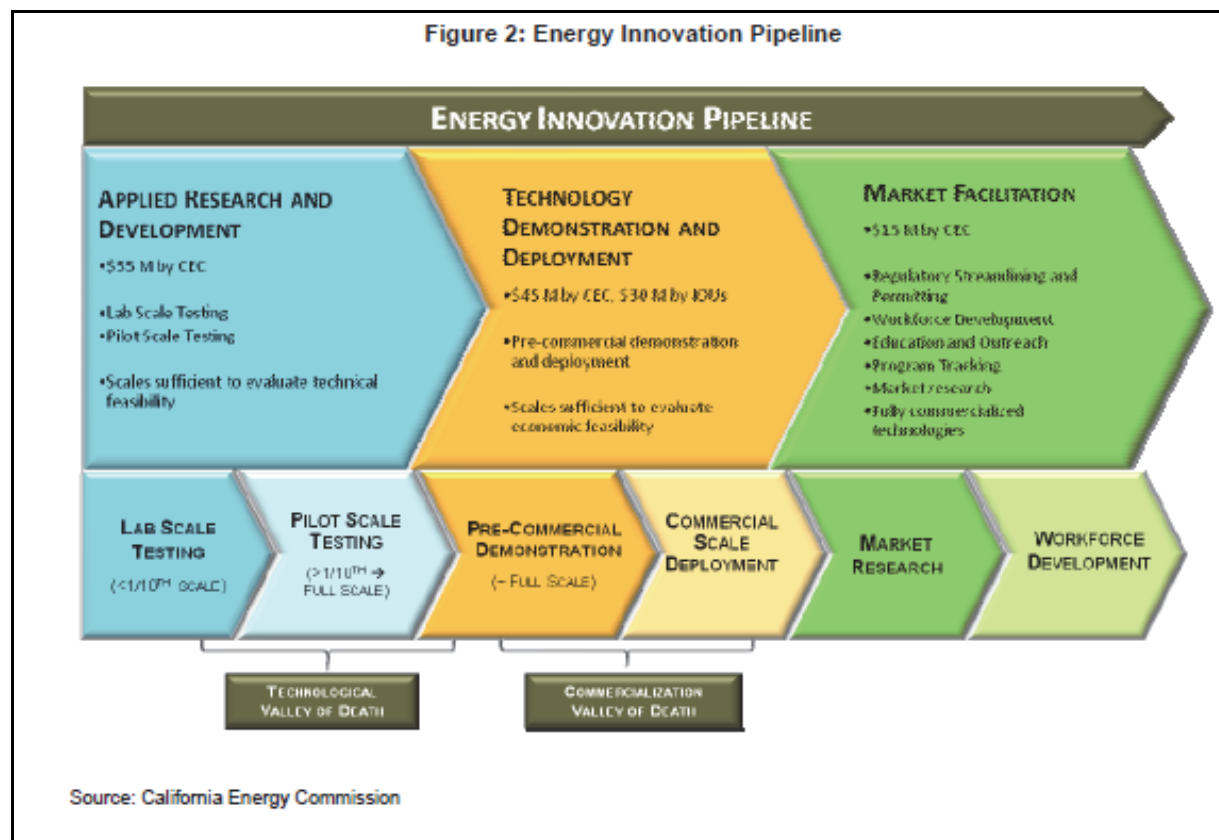 Figure 2: Energy Innovation Pipeline
ENERGY INNOVATION PIPELINE
APPLIED RESEARCH AND
DEVELOPMENT
•$55 M by CEC
•Lab Scale Testing
•Pilot Scale Testing
•Scales sufficient to evaluate technical
feasibility
TECHNOLOGY
DEMONSTRATION AND
DEPLOYMENT
•$45 M by CEC, $30 M by IOUs
•Pre-commercial demonstration
and deployment
•Scales sufficient to evaluate
economic feasibility
MARKET FACILITATION
•$15 M by CEC
•Regulatory Streamlining and
Permitting
•Workforce Development
•Education and Outreach
•Program Tracking
•Market research
•Fully commercialized
technologies
LAB SCALE
TESTING
(<1/10TH SCALE)
PILOT SCALE
TESTING
(>1/10TH →
FULL SCALE)
PRE-COMMERCIAL
DEMONSTRATION
(~ FULL SCALE)
COMMERCIAL
SCALE
DEPLOYMENT
MARKET
RESEARCH
WORKFORCE
DEVELOPMENT
TECHNOLOGICAL
VALLEY OF DEATH
COMMERCIALIZATION
VALLEY OF DEATH
Source: California Energy Commission